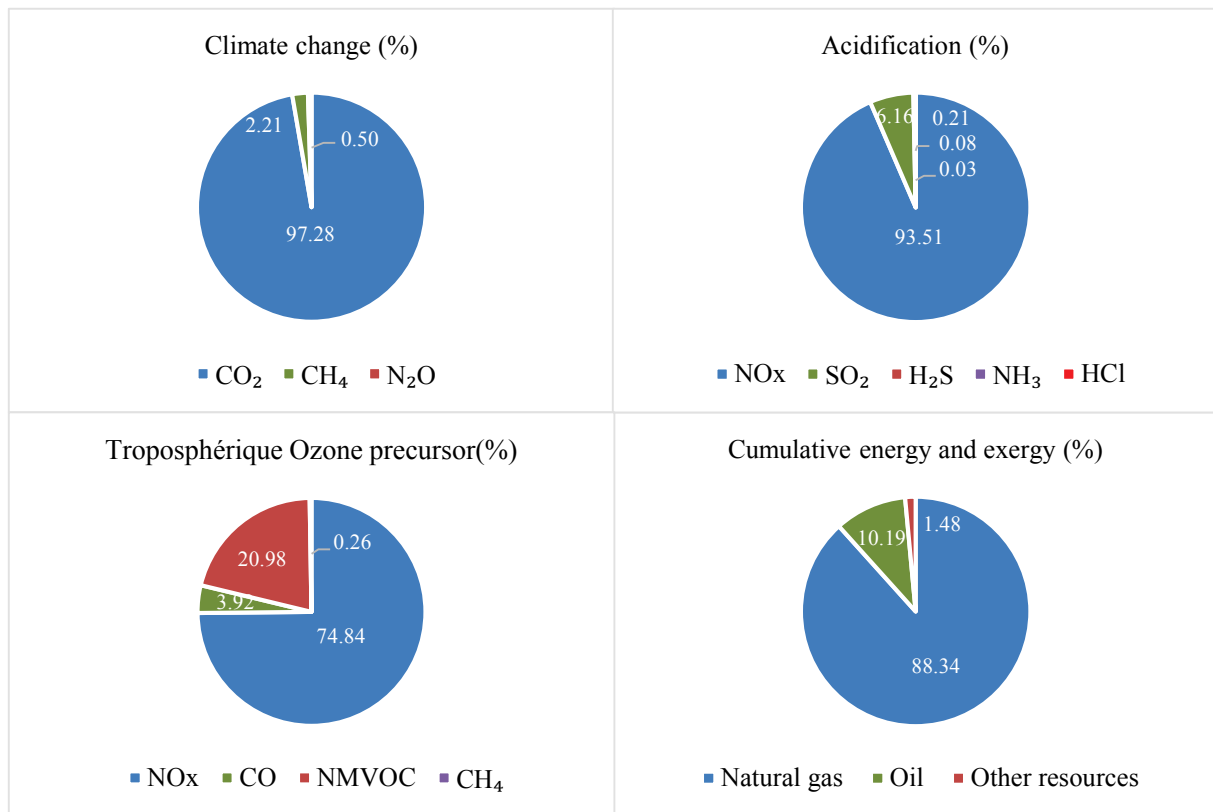 Climate change (%)
2.21
0.50
97.28
CO₂ CH₄ N₂O
Acidification (%)
6.16
0.21
0.08
0.03
93.51
NOx SO₂ H₂S NH₃ HCl
Troposphérique Ozone precursor(%)
0.26
20.98
3.92
74.84
NOx CO NMVOC CH₄
Cumulative energy and exergy (%)
1.48
10.19
88.34
Natural gas Oil Other resources